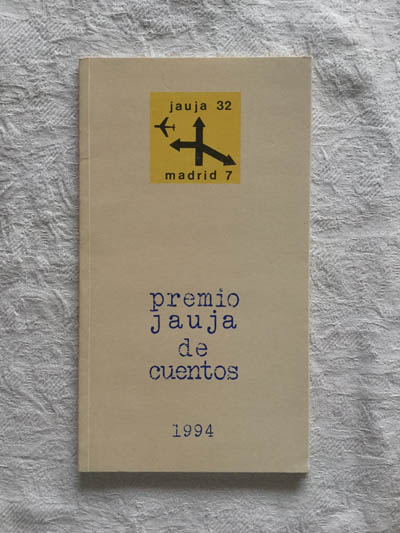 jauja 32
madrid 7
premio
jauja
de
cuentos
1994